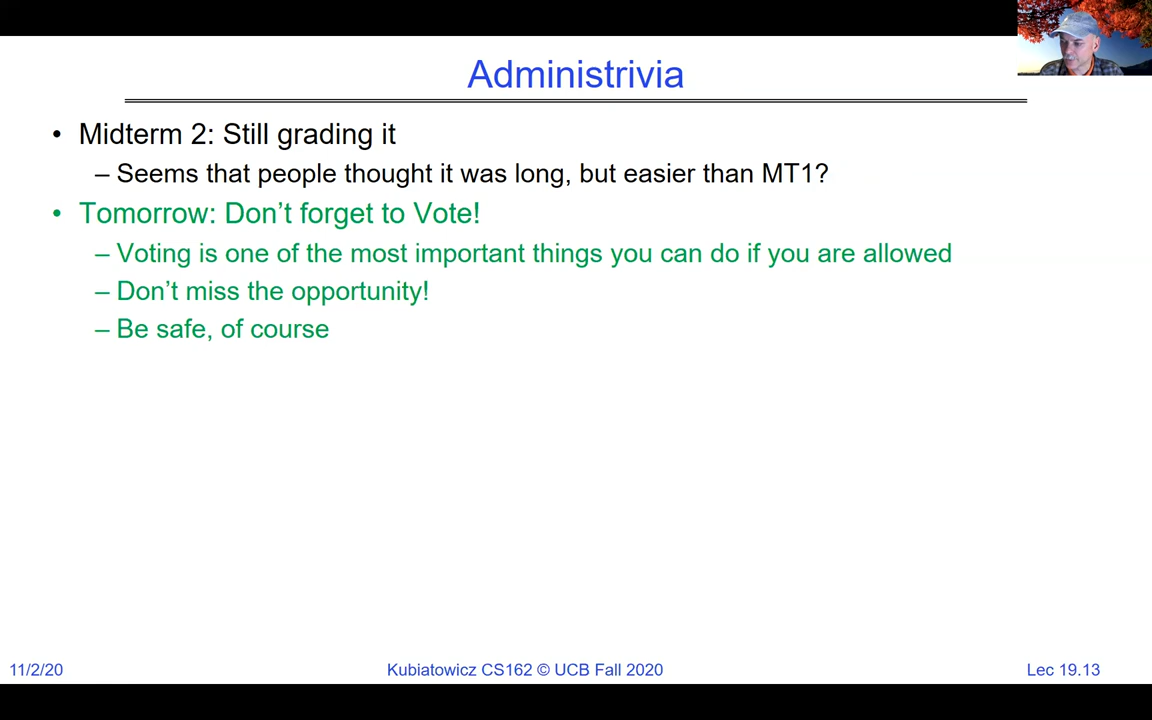 Administrivia
• Midterm 2: Still grading it
– Seems that people thought it was long, but easier than MT1?
• Tomorrow: Don’t forget to Vote!
– Voting is one of the most important things you can do if you are allowed
– Don’t miss the opportunity!
– Be safe, of course
11/2/20
Kubiatowicz CS162 © UCB Fall 2020
Lec 19.13